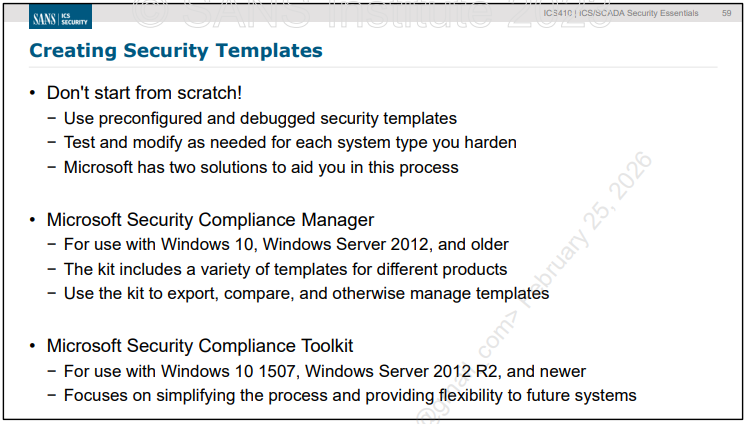 © SANS Institute 2026
SANS | ICS SECURITY
ICS410 | ICS/SCADA Security Essentials 59
Creating Security Templates
• Don't start from scratch!
− Use preconfigured and debugged security templates
− Test and modify as needed for each system type you harden
− Microsoft has two solutions to aid you in this process
• Microsoft Security Compliance Manager
− For use with Windows 10, Windows Server 2012, and older
− The kit includes a variety of templates for different products
− Use the kit to export, compare, and otherwise manage templates
• Microsoft Security Compliance Toolkit
− For use with Windows 10 1507, Windows Server 2012 R2, and newer
− Focuses on simplifying the process and providing flexibility to future systems
@gmail.com> February 25, 2026